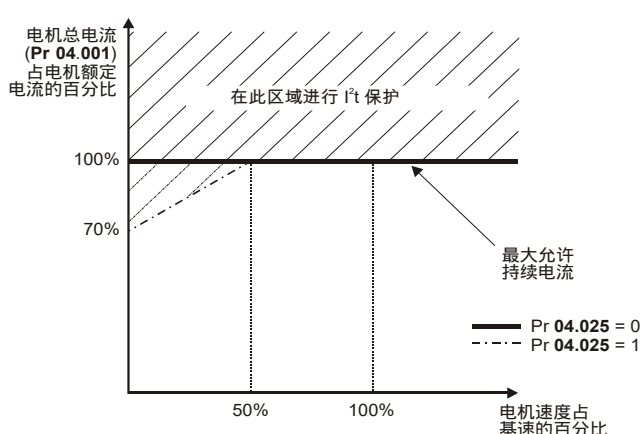 电机总电流
(Pr 04.001)
占电机额定
电流的百分比
在此区域进行 I²t 保护
100%
70%
最大允许
持续电流
Pr 04.025 = 0
Pr 04.025 = 1
50%
100%
电机速度占
基速的百分比